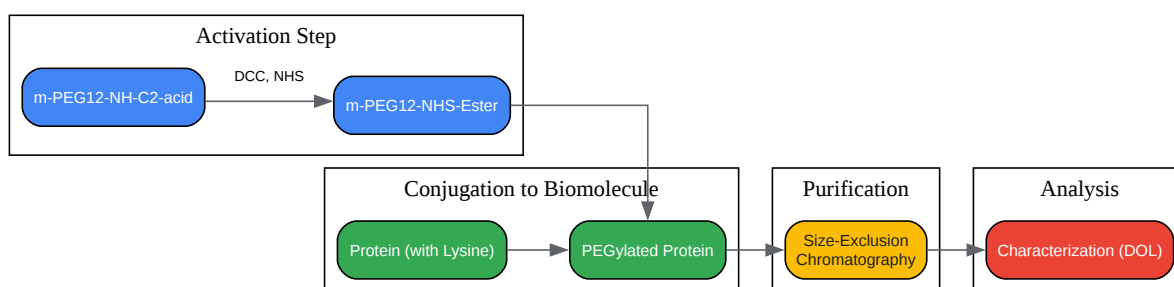 Activation Step
m-PEG12-NH-C2-acid
DCC, NHS
m-PEG12-NHS-Ester
Conjugation to Biomolecule
Protein (with Lysine)
PEGylated Protein
Purification
Size-Exclusion
Chromatography
Analysis
Characterization (DOL)